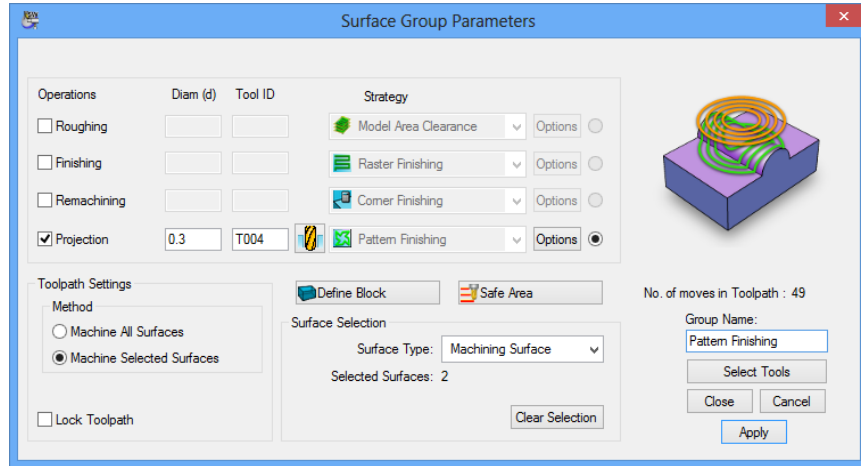 Surface Group Parameters
Operations Diam (d) Tool ID Strategy
Roughing Model Area Clearance Options
Finishing Raster Finishing Options
Remachining Corner Finishing Options
Projection 0.3 T004 Pattern Finishing Options
Toolpath Settings
Method
Machine All Surfaces
Machine Selected Surfaces
Lock Toolpath
Define Block Safe Area
Surface Selection
Surface Type: Machining Surface
Selected Surfaces: 2
Clear Selection
No. of moves in Toolpath : 49
Group Name:
Pattern Finishing
Select Tools
Close Cancel
Apply